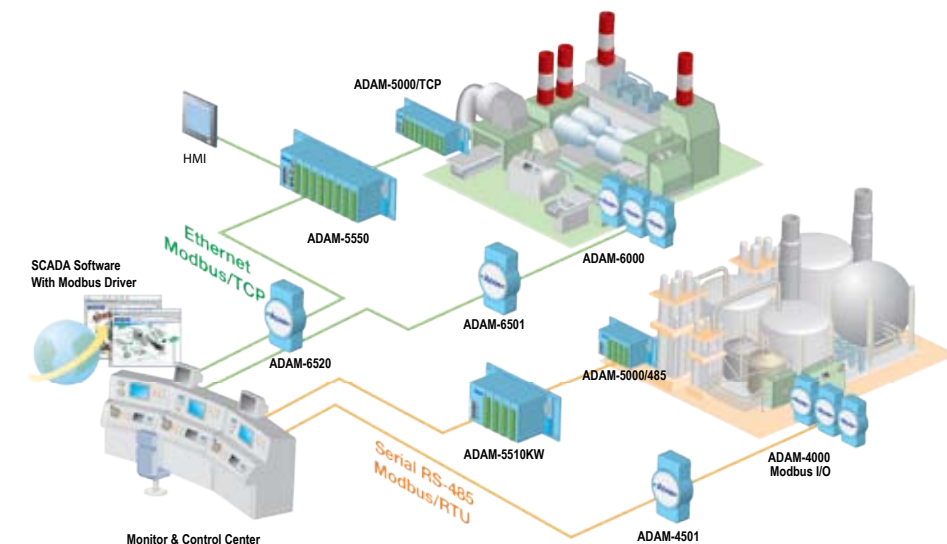 ADAM-5000/TCP
HMI
ADAM-5550
Ethernet
Modbus/TCP
ADAM-6000
SCADA Software
With Modbus Driver
ADAM-6501
ADAM-6520
ADAM-5000/485
ADAM-5510KW
ADAM-4000
Modbus I/O
Serial RS-485
Modbus/RTU
ADAM-4501
Monitor & Control Center